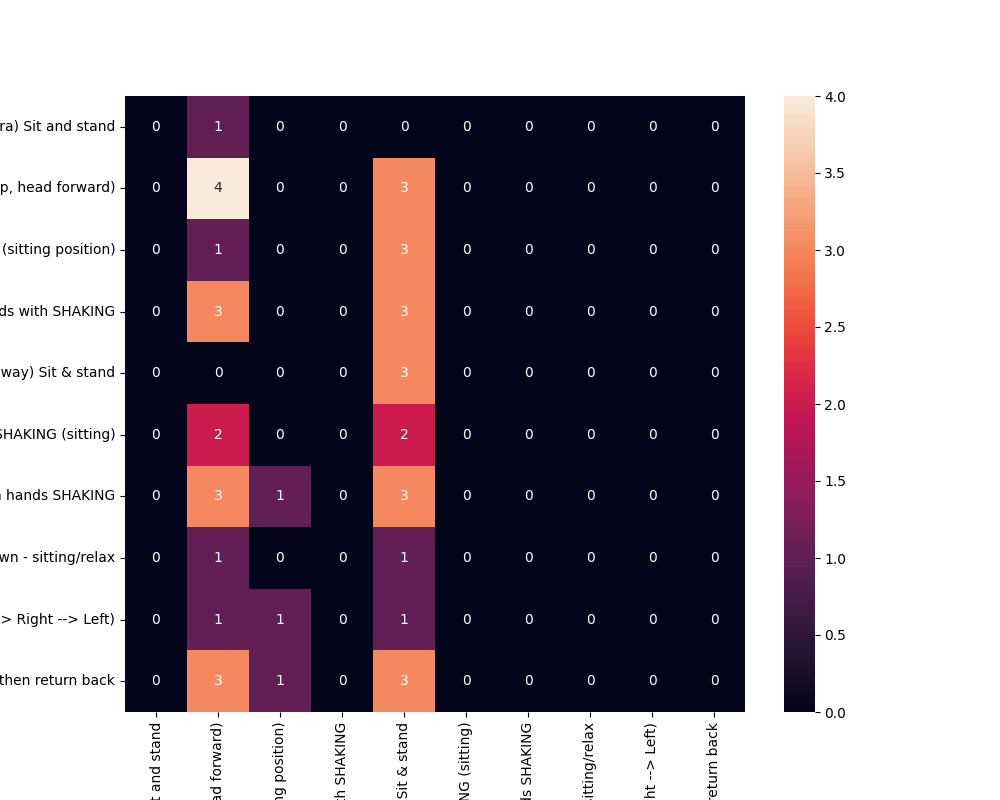 ra) Sit and stand 0 1 0 0 0 0 0 0 0 0
p, head forward) 0 4 0 0 3 0 0 0 0 0
(sitting position) 0 1 0 0 3 0 0 0 0 0
ds with SHAKING 0 3 0 0 3 0 0 0 0 0
way) Sit & stand 0 0 0 0 3 0 0 0 0 0
SHAKING (sitting) 0 2 0 0 2 0 0 0 0 0
hands SHAKING 0 3 1 0 3 0 0 0 0 0
wn - sitting/relax 0 1 0 0 1 0 0 0 0 0
> Right --> Left) 0 1 1 0 1 0 0 0 0 0
then return back 0 3 1 0 3 0 0 0 0 0
t and stand
ad forward)
ng position)
th SHAKING
Sit & stand
NG (sitting)
ds SHAKING
sitting/relax
ht --> Left)
return back
4.0
3.5
3.0
2.5
2.0
1.5
1.0
0.5
0.0